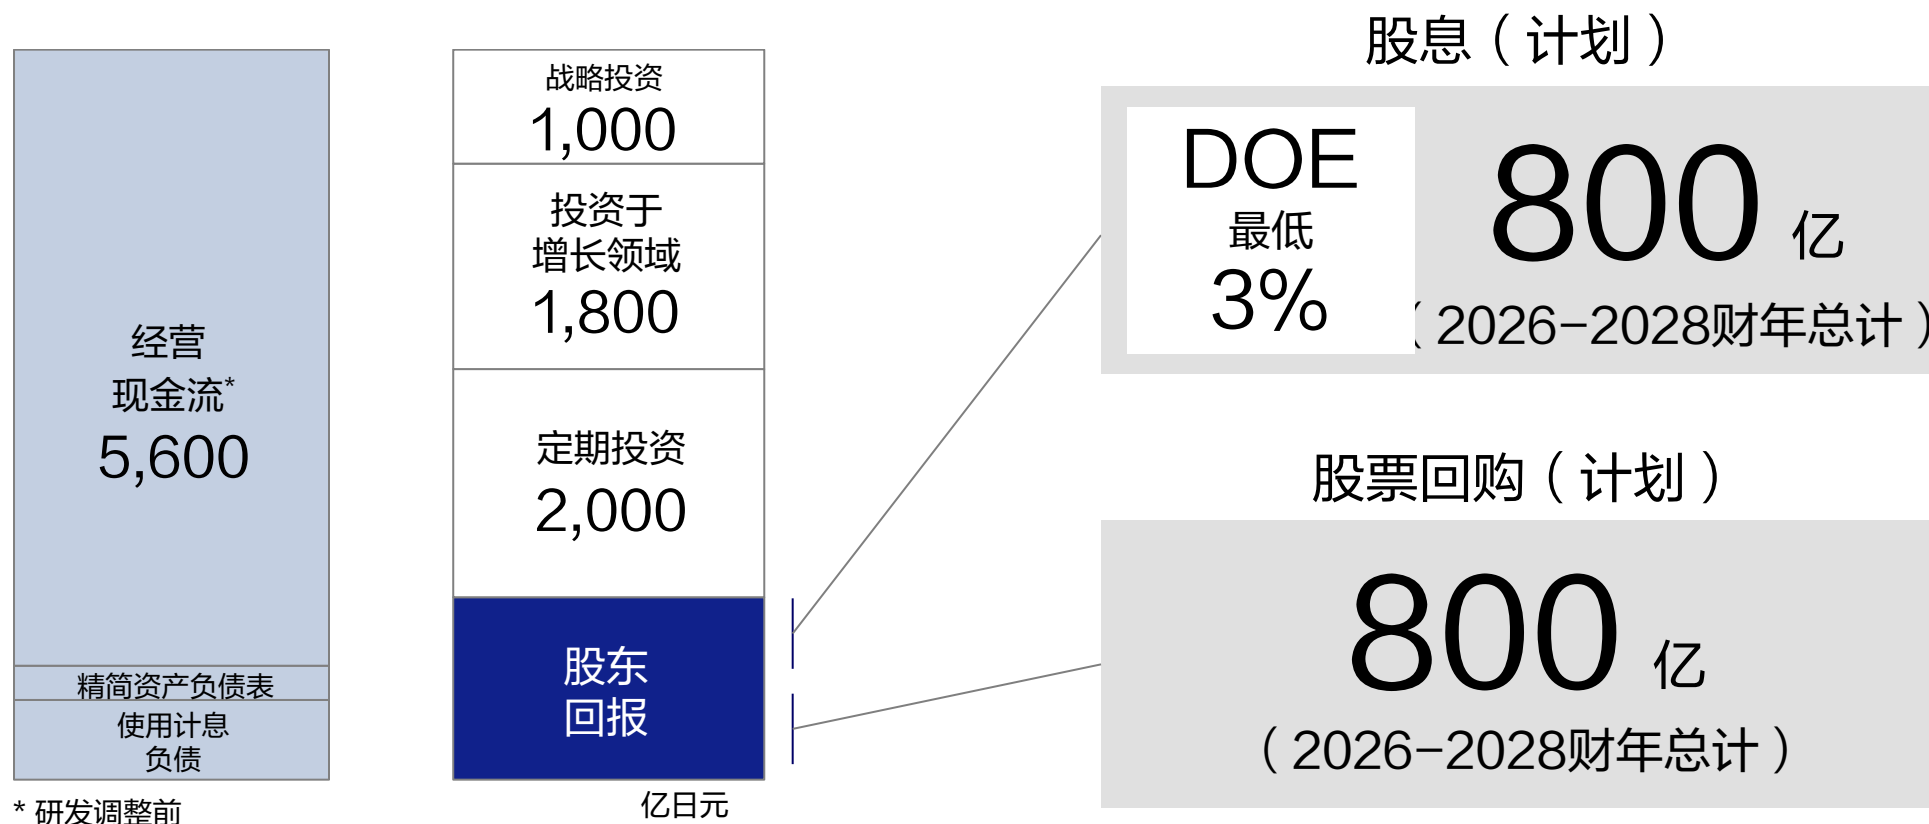 经营
现金流*
5,600
精简资产负债表
使用计息
负债
* 研发调整前
战略投资
1,000
投资于
增长领域
1,800
定期投资
2,000
股东
回报
亿日元
股息（计划）
DOE
最低
3%
800 亿
（2026-2028财年总计）
股票回购（计划）
800 亿
（2026-2028财年总计）